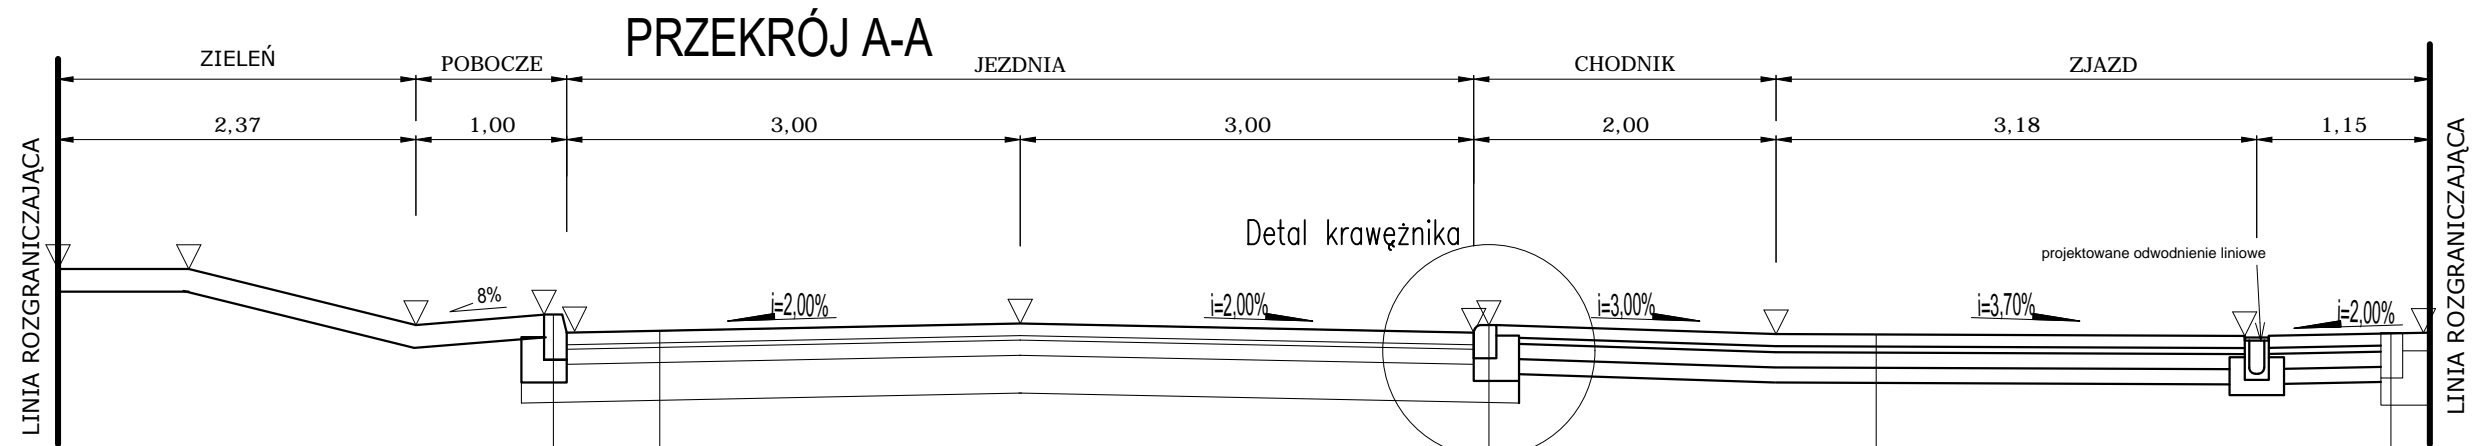 PRZEKRÓJ A-A
ZIELEŃ
POBOCZE
JEZDNIA
CHODNIK
ZJAZD
2,37
1,00
3,00
3,00
2,00
3,18
1,15
LINIA ROZGRANICZAJĄCA
LINIA ROZGRANICZAJĄCA
Detal krawężnika
projektowane odwodnienie liniowe
8%
i=2,00%
i=2,00%
i=3,00%
i=3,70%
i=2,00%